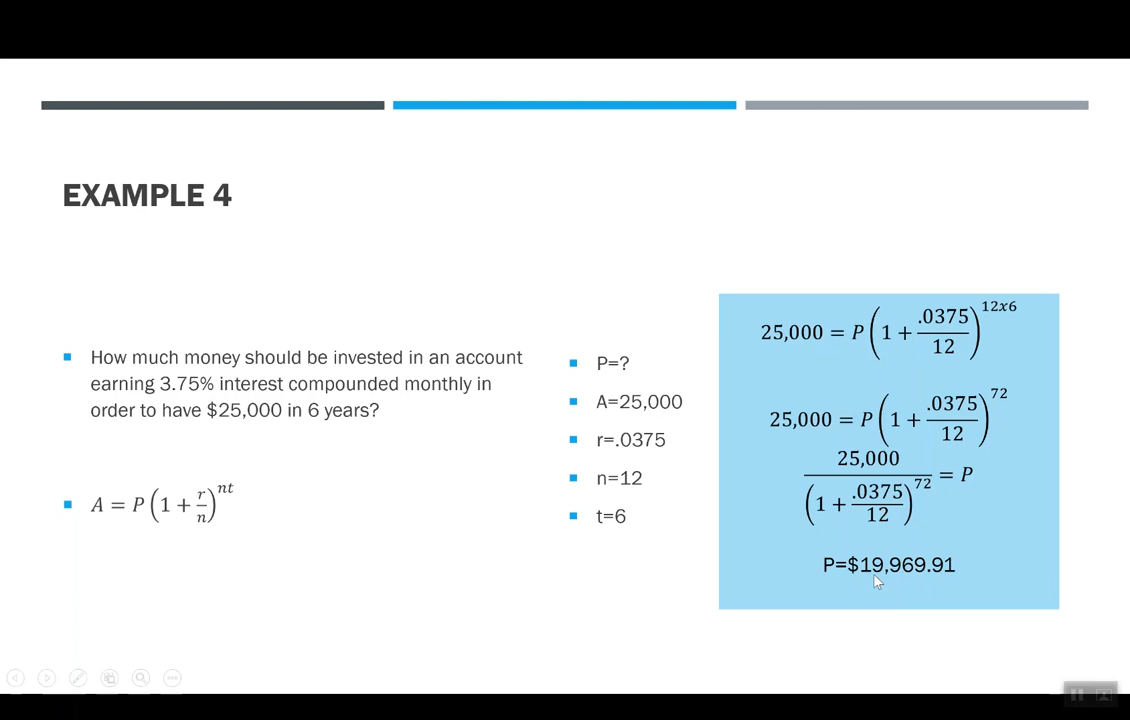 EXAMPLE 4
How much money should be invested in an account
earning 3.75% interest compounded monthly in
order to have $25,000 in 6 years?
A = P(1 + r/n)^nt
P=?
A=25,000
r=.0375
n=12
t=6
25,000 = P(1 + .0375/12)^12x6
25,000 = P(1 + .0375/12)^72
25,000/(1 + .0375/12)^72 = P
P=$19,969.91